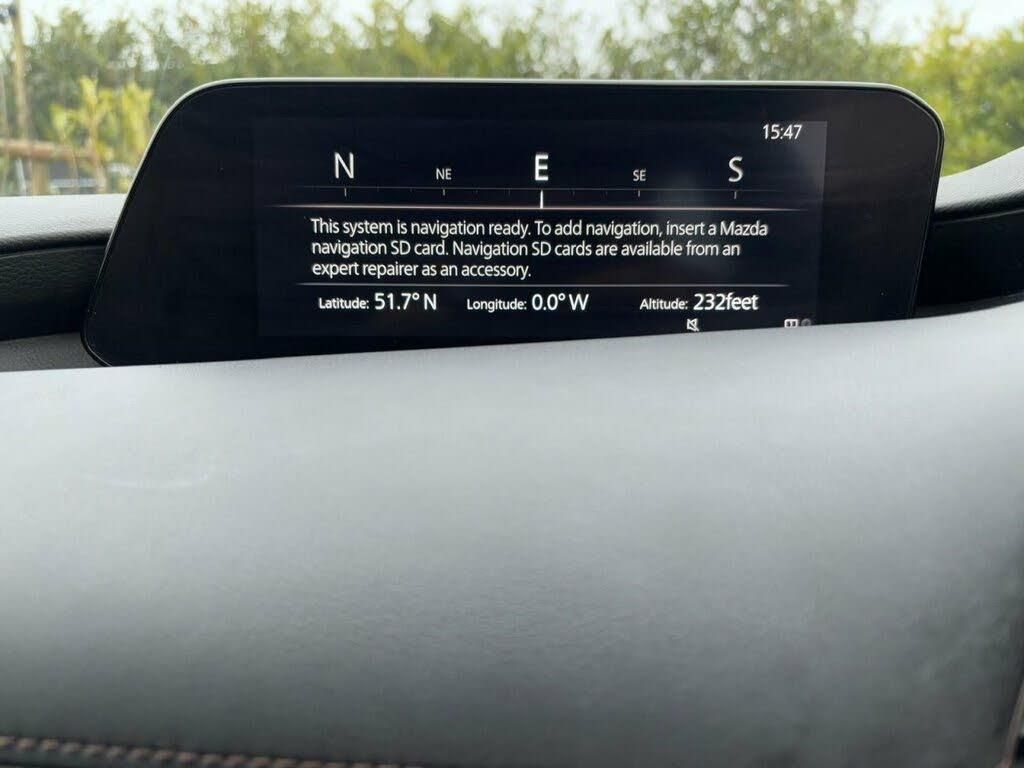 15:47
N NE E SE S
This system is navigation ready. To add navigation, insert a Mazda
navigation SD card. Navigation SD cards are available from an
expert repairer as an accessory.
Latitude: 51.7° N Longitude: 0.0° W Altitude: 232feet